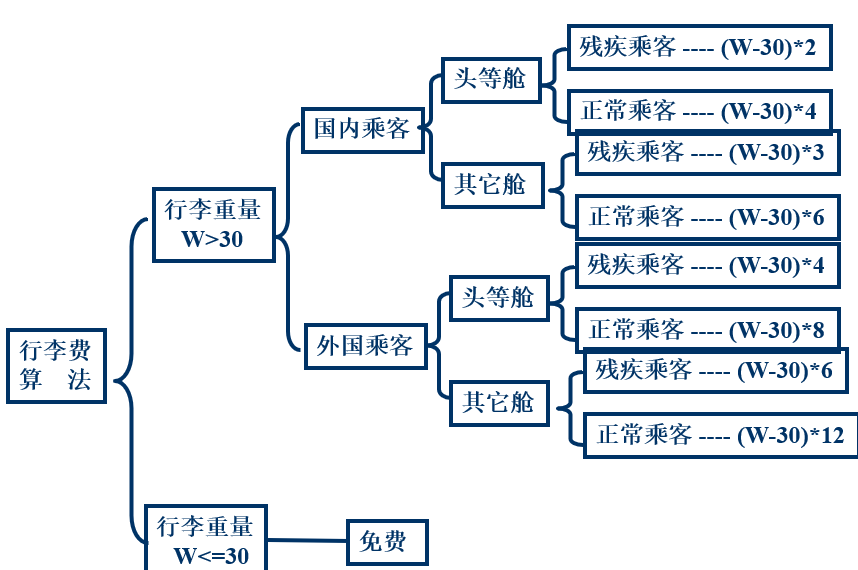 残疾乘客 ---- (W-30)*2
头等舱
正常乘客 ---- (W-30)*4
国内乘客
残疾乘客 ---- (W-30)*3
其它舱
行李重量
W>30
正常乘客 ---- (W-30)*6
残疾乘客 ---- (W-30)*4
头等舱
正常乘客 ---- (W-30)*8
外国乘客
行李费
算 法
残疾乘客 ---- (W-30)*6
其它舱
正常乘客 ---- (W-30)*12
行李重量
W<=30
免费